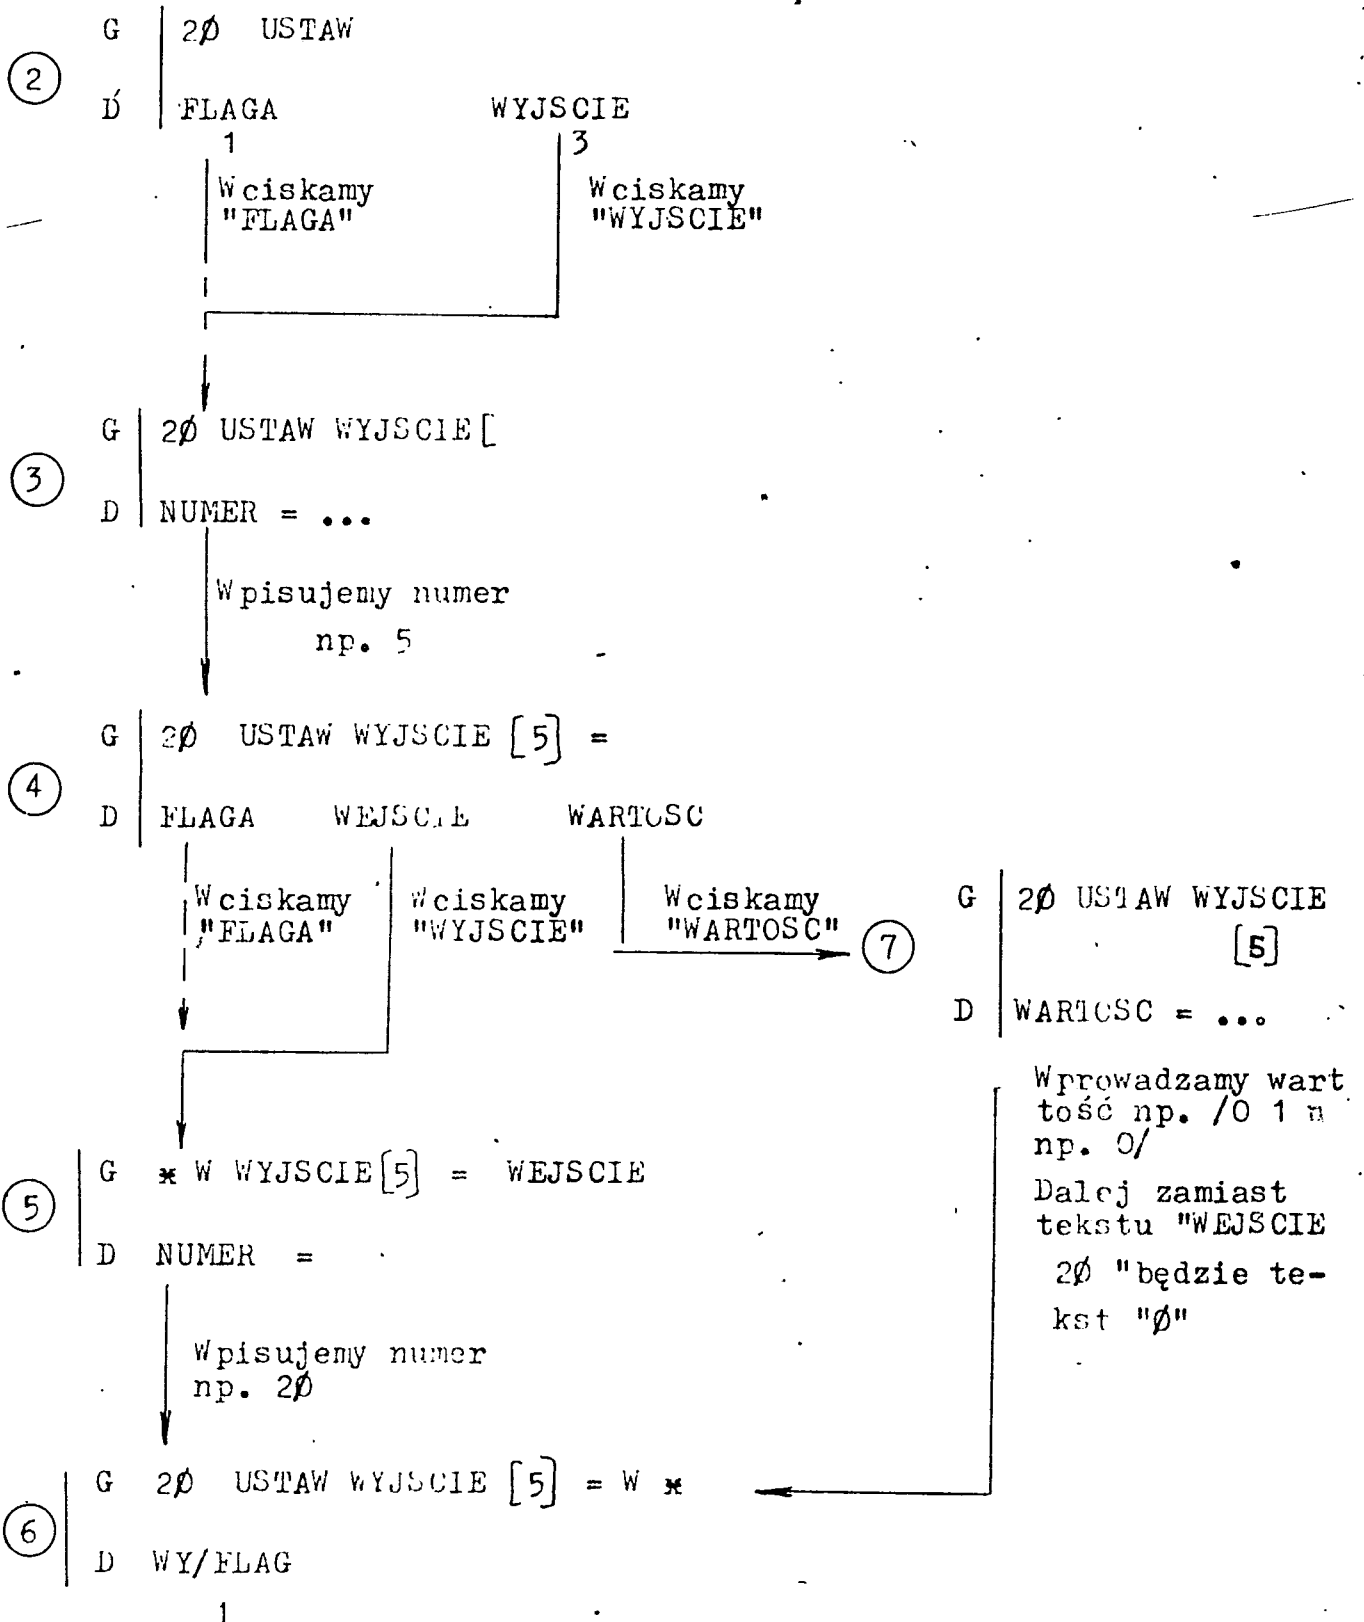 G 2Ø USTAW
②
D FLAGA WYJSCIE
1 3
Wciskamy Wciskamy
"FLAGA" "WYJSCIE"
G 2Ø USTAW WYJSCIE[
③
D NUMER = ...
Wpisujemy numer
np. 5
G 2Ø USTAW WYJSCIE [5] =
④
D FLAGA WEJSCIE WARTOSC
Wciskamy Wciskamy Wciskamy
"FLAGA" "WYJSCIE" "WARTOSC"
⑦
G 2Ø USTAW WYJSCIE
[5]
D WARTOSC = ...
Wprowadzamy wart
tość np. /0 1 n
np. 0/
Dalej zamiast
tekstu "WEJSCIE
2Ø "będzie te-
kst "Ø"
G * W WYJSCIE[5] = WEJSCIE
⑤
D NUMER =
Wpisujemy numer
np. 2Ø
G 2Ø USTAW WYJSCIE [5] = W *
⑥
D WY/FLAG
1